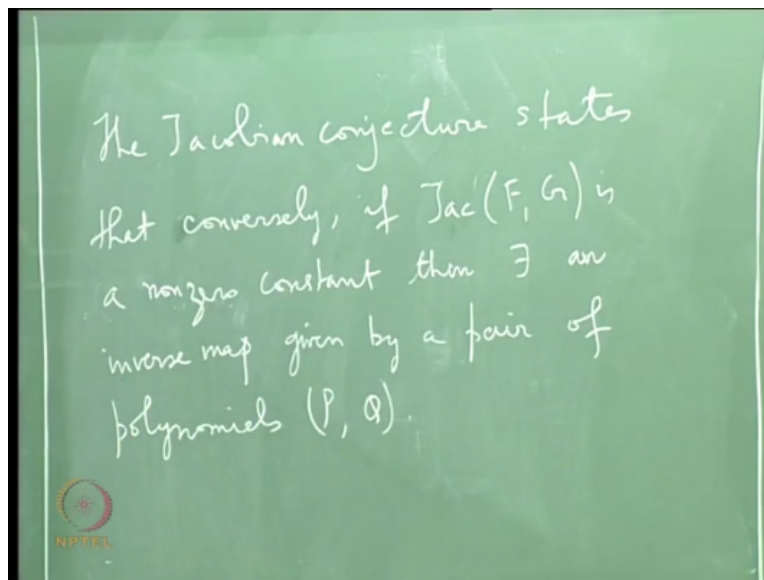 The Jacobian conjecture states
that conversely, if Jac(F, G) is
a nonzero constant then ∃ an
inverse map given by a pair of
polynomials (P, Q).
NPTEL